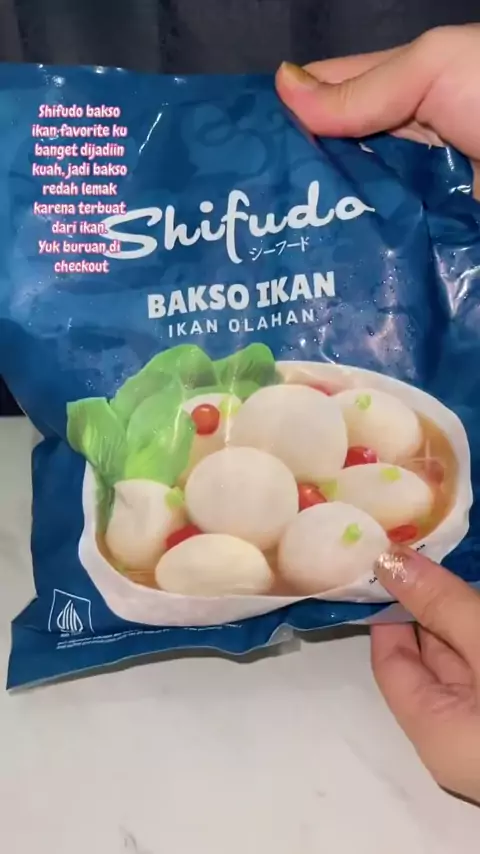 Shifudo bakso
ikan favorite ku
banget dijadiin
kuah, jadi bakso
redah lemak
karena terbuat
dari ikan.
Yuk buruan di
checkout
Shifudo
シーフード
BAKSO IKAN
IKAN OLAHAN